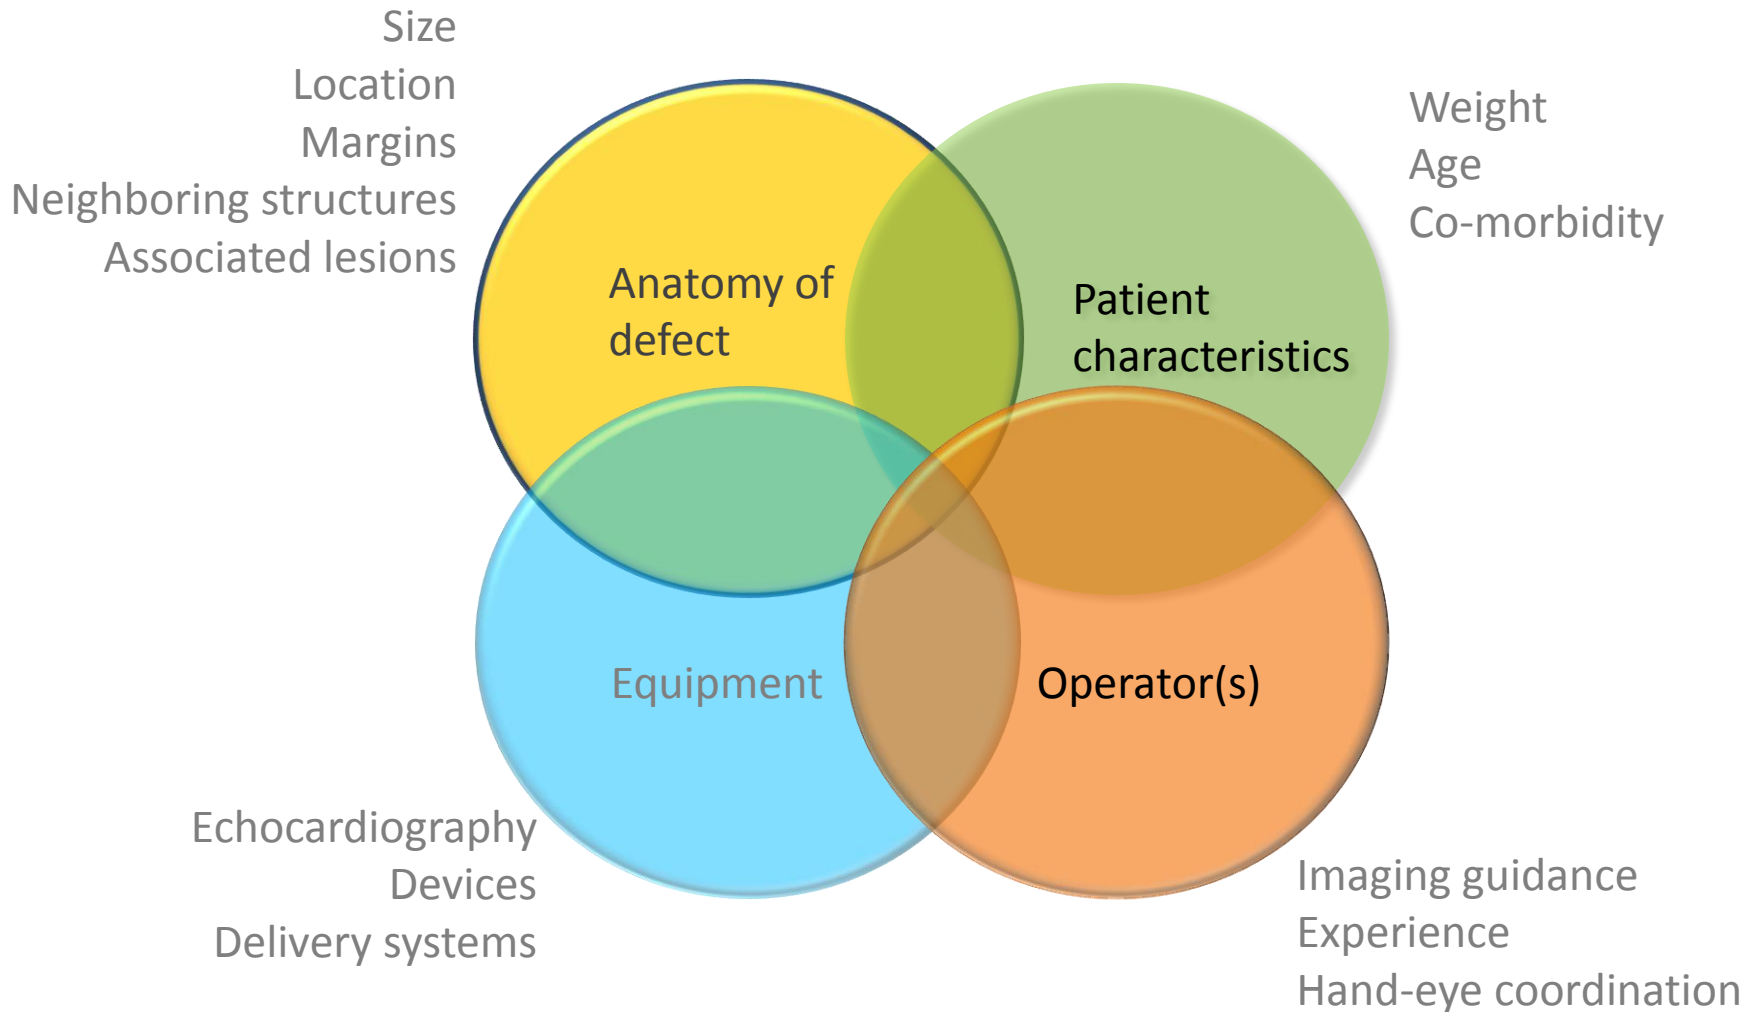 Size
Location
Margins
Neighboring structures
Associated lesions
Weight
Age
Co-morbidity
Anatomy of
defect
Patient
characteristics
Equipment
Operator(s)
Echocardiography
Devices
Delivery systems
Imaging guidance
Experience
Hand-eye coordination